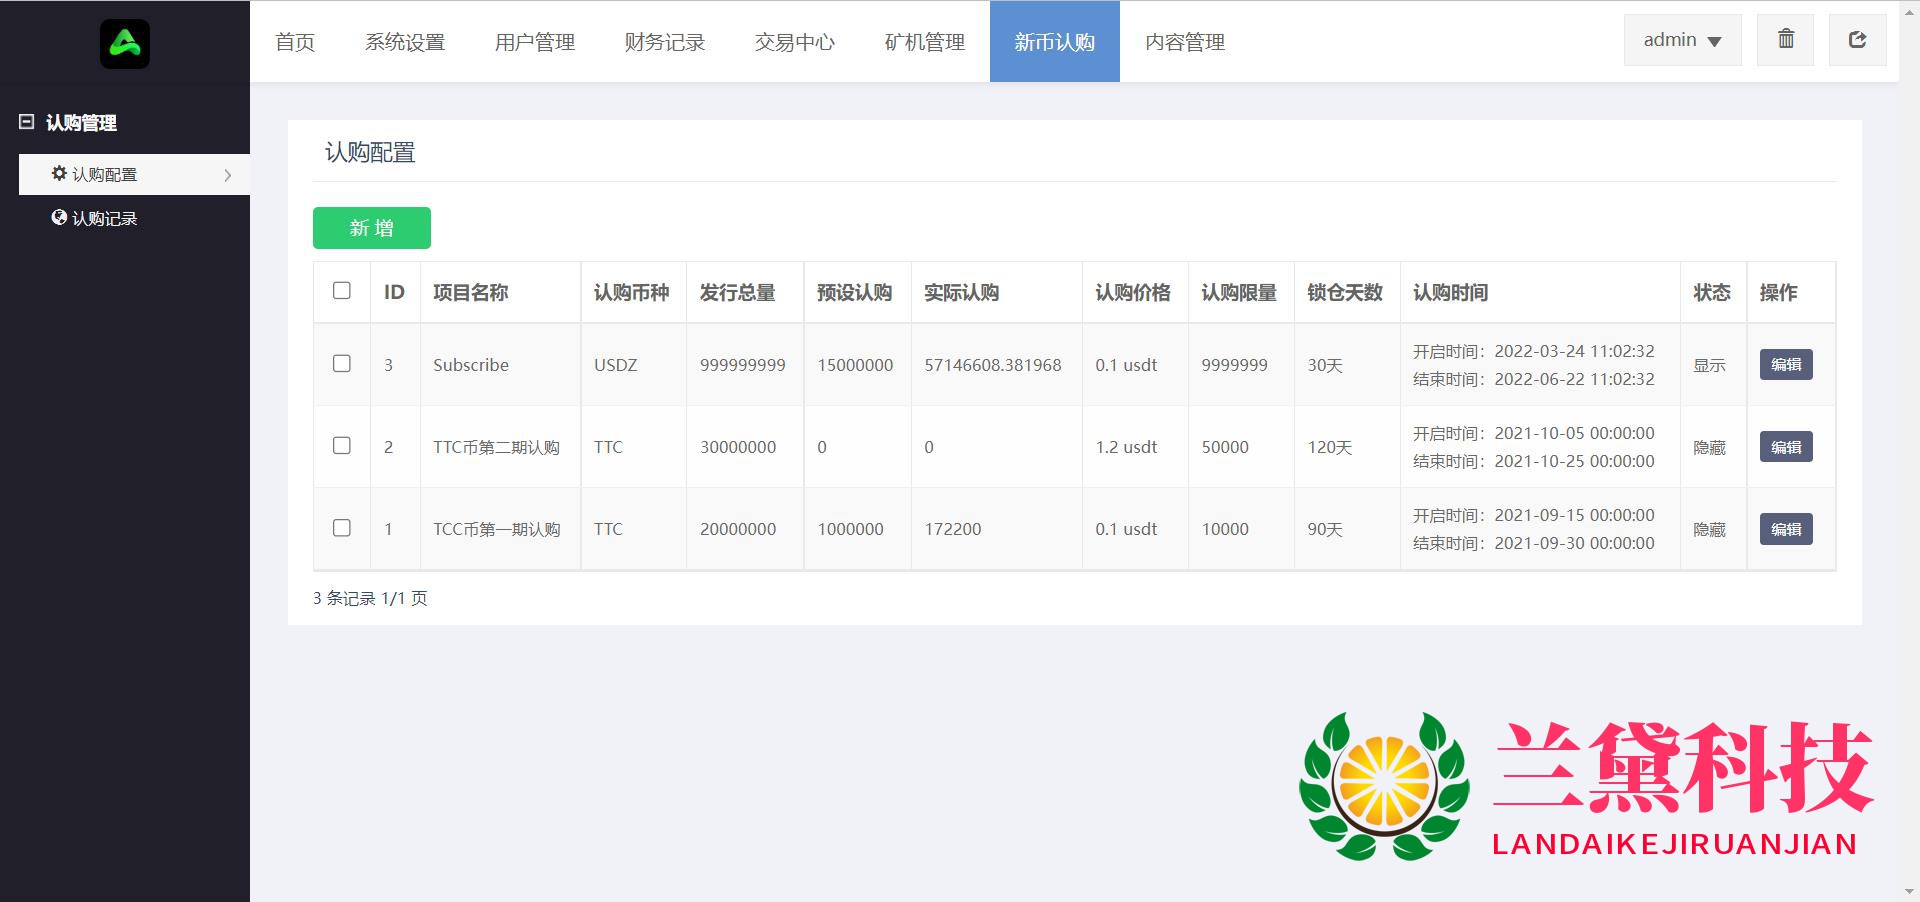 首页 系统设置 用户管理 财务记录 交易中心 矿机管理 新币认购 内容管理 admin
认购管理
认购配置
认购记录
认购配置
新 增
ID 项目名称 认购币种 发行总量 预设认购 实际认购 认购价格 认购限量 锁仓天数 认购时间 状态 操作
3 Subscribe USDZ 999999999 15000000 57146608.381968 0.1 usdt 9999999 30天 开启时间：2022-03-24 11:02:32 显示 编辑
结束时间：2022-06-22 11:02:32
2 TTC币第二期认购 TTC 30000000 0 0 1.2 usdt 50000 120天 开启时间：2021-10-05 00:00:00 隐藏 编辑
结束时间：2021-10-25 00:00:00
1 TCC币第一期认购 TTC 20000000 1000000 172200 0.1 usdt 10000 90天 开启时间：2021-09-15 00:00:00 隐藏 编辑
结束时间：2021-09-30 00:00:00
3 条记录 1/1 页
兰黛科技
LANDAIKEJIRUANJIAN